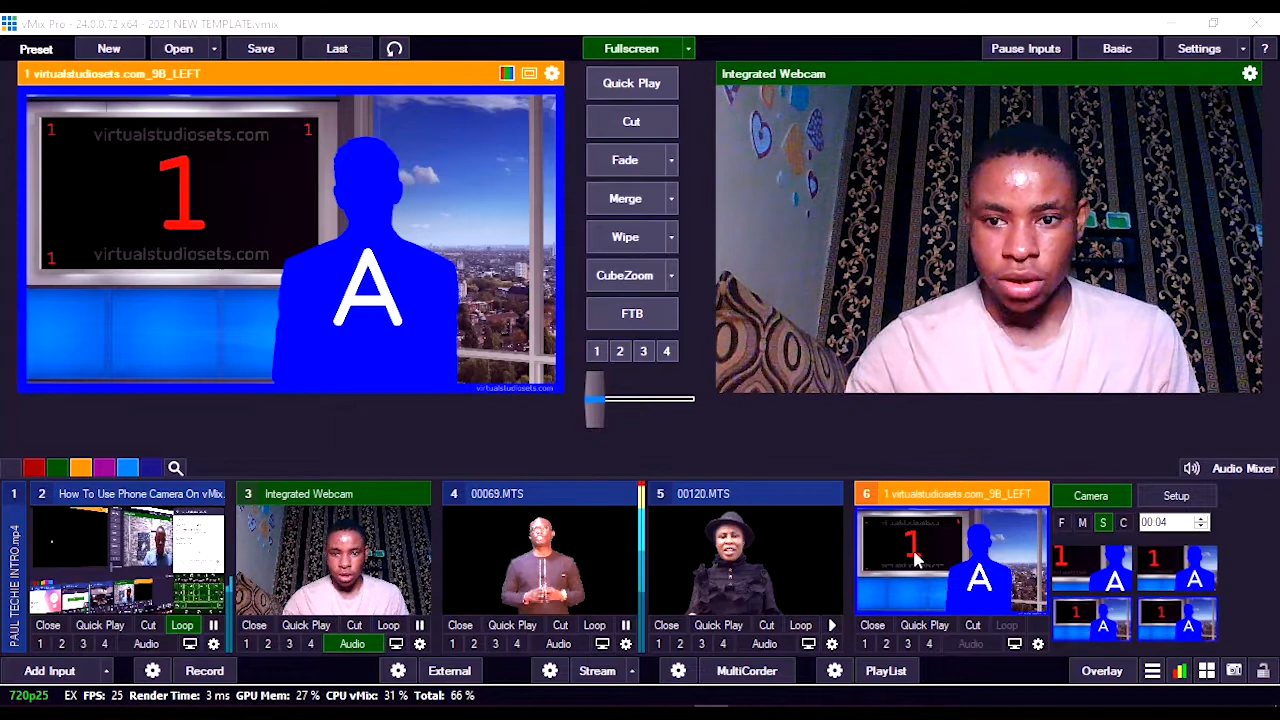 vMix Pro - 24.0.0.72 x64 - 2021 NEW TEMPLATE.vmix
Preset New Open Save Last Fullscreen Pause Inputs Basic Settings ?
1 virtualstudiosets.com_9B_LEFT
Integrated Webcam
1 virtualstudiosets.com 1
1
1 virtualstudiosets.com
A
virtualstudiosets.com
Quick Play
Cut
Fade
Merge
Wipe
CubeZoom
FTB
1 2 3 4
Audio Mixer
1 PAUL TECHIE INTRO.mp4
2 How To Use Phone Camera On vMix.
Close Quick Play Cut Loop
1 2 3 4 Audio
3 Integrated Webcam
Close Quick Play Cut Loop
1 2 3 4 Audio
4 00069.MTS
Close Quick Play Cut Loop
1 2 3 4 Audio
5 00120.MTS
Close Quick Play Cut Loop
1 2 3 4 Audio
6 1 virtualstudiosets.com_9B_LEFT
1
A
Close Quick Play Cut Loop
1 2 3 4 Audio
Camera Setup
F M S C 00:04
1 A 1 A
1 A 1 A
Add Input Record External Stream MultiCorder PlayList Overlay
720p25 EX FPS: 25 Render Time: 3 ms GPU Mem: 27 % CPU vMix: 31 % Total: 66 %